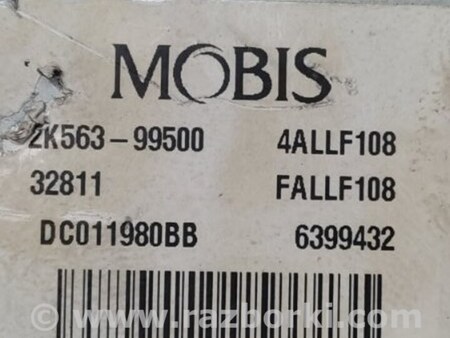 MOBIS
2K563-99500 4ALLF108
32811 FALLF108
DC011980BB 6399432
© www.razborki.com